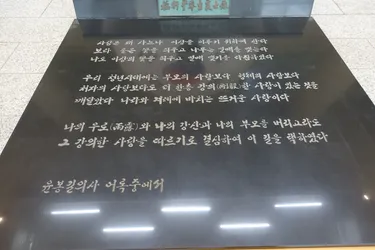 사람은 왜 사느냐 이상을 이루기 위하여 산다
보라 풀은 꽃을 피우고 나무는 열매를 맺는다
나도 이상의 꽃을 피우고 열매 맺기를 다짐하였다
우리 청년시대에는 부모의 사랑보다 형제의 사랑보다
처자의 사랑보다도 더 한층 강의(剛毅)한 사랑이 있는 것을
깨달았다 나라와 겨레에 바치는 뜨거운 사랑이다
나의 우로(雨露)와 나의 강산과 나의 부모를 버리고라도
그 강의한 사랑을 따르기로 결심하여 이 길을 택하였다
윤봉길의사 어록중에서